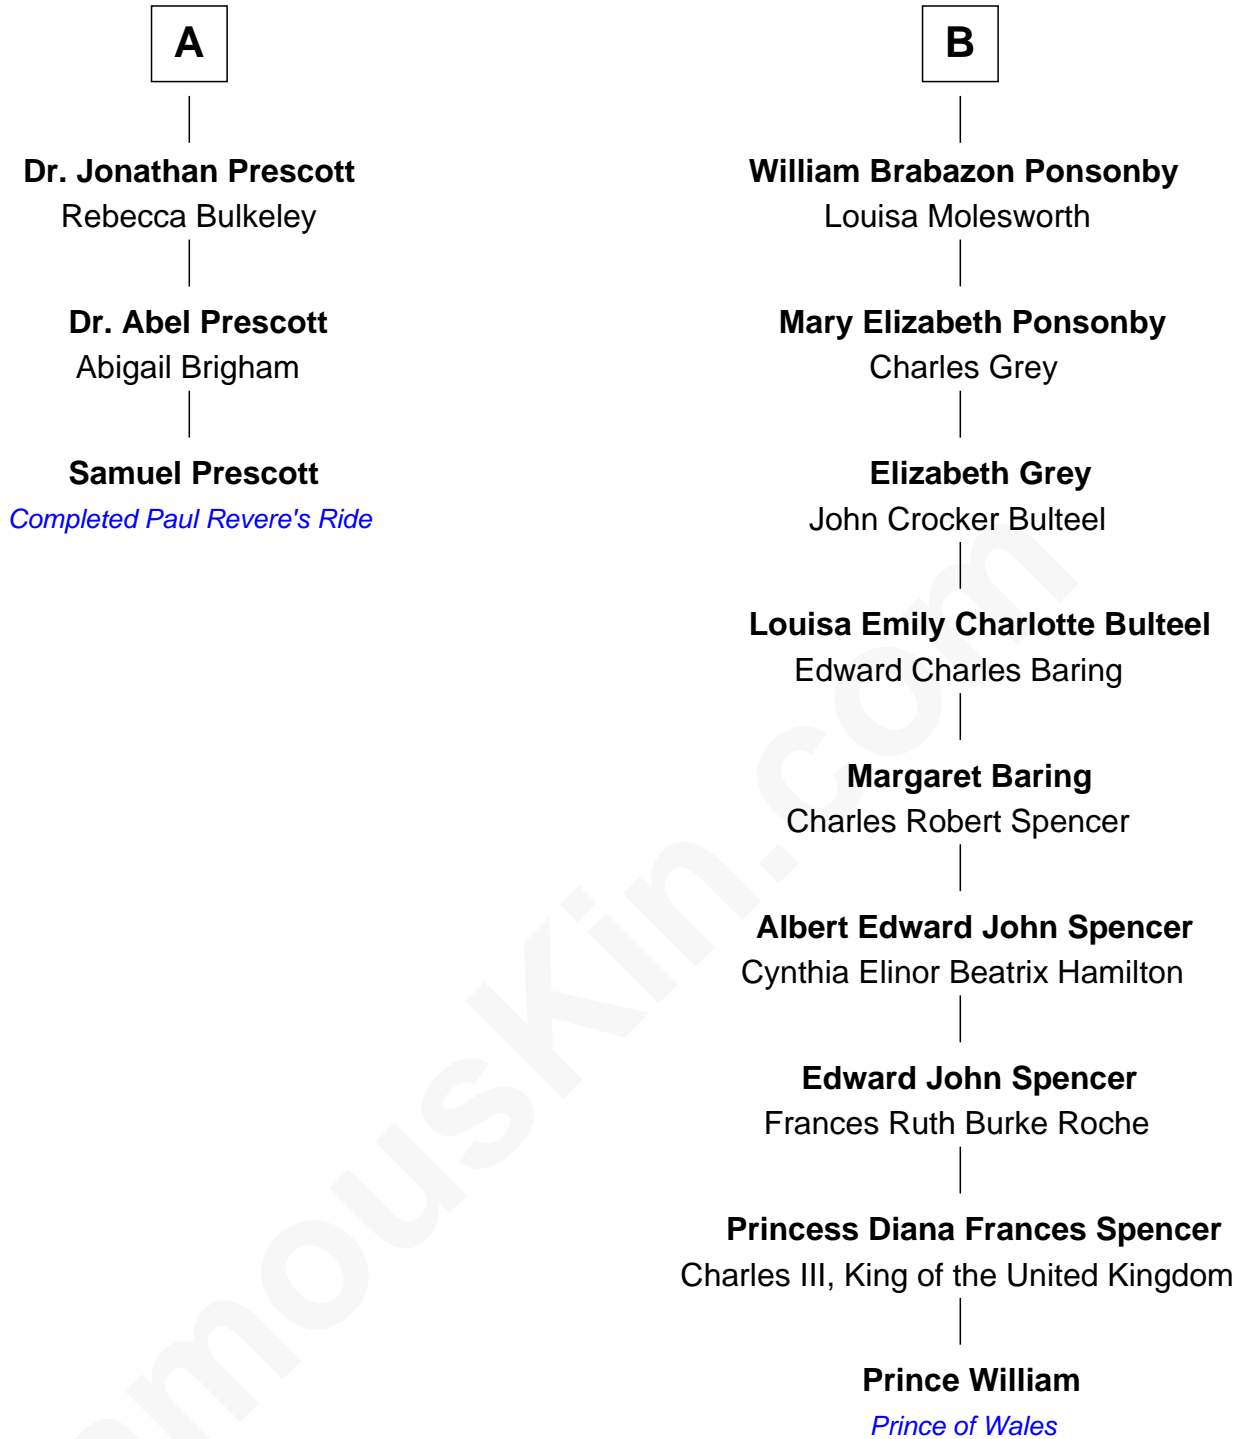 A
Dr. Jonathan Prescott
Rebecca Bulkeley
Dr. Abel Prescott
Abigail Brigham
Samuel Prescott
Completed Paul Revere's Ride
B
William Brabazon Ponsonby
Louisa Molesworth
Mary Elizabeth Ponsonby
Charles Grey
Elizabeth Grey
John Crocker Bulteel
Louisa Emily Charlotte Bulteel
Edward Charles Baring
Margaret Baring
Charles Robert Spencer
Albert Edward John Spencer
Cynthia Elinor Beatrix Hamilton
Edward John Spencer
Frances Ruth Burke Roche
Princess Diana Frances Spencer
Charles III, King of the United Kingdom
Prince William
Prince of Wales
amousKin.com